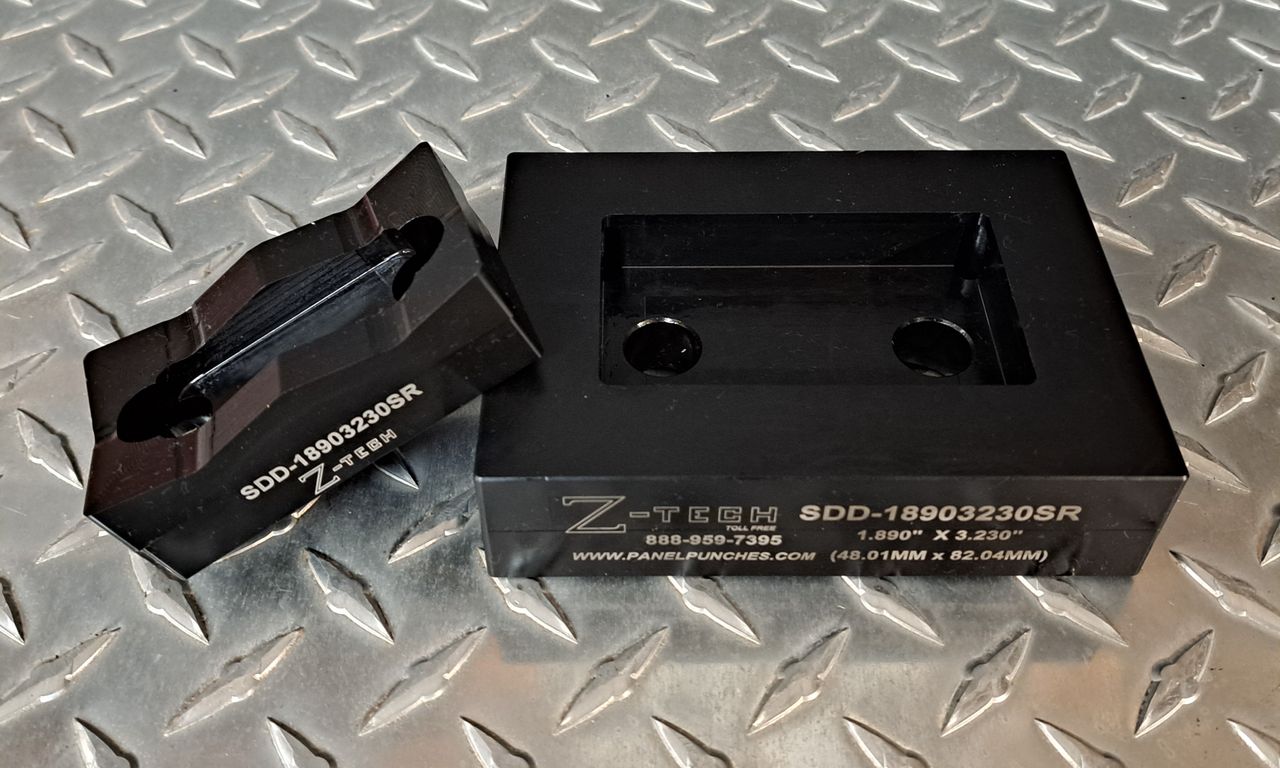 SDD-18903230SR
Z-TECH
Z-TECH
TOLL FREE
888-959-7395
WWW.PANELPUNCHES.COM
SDD-18903230SR
1.890" X 3.230"
(48.01MM x 82.04MM)